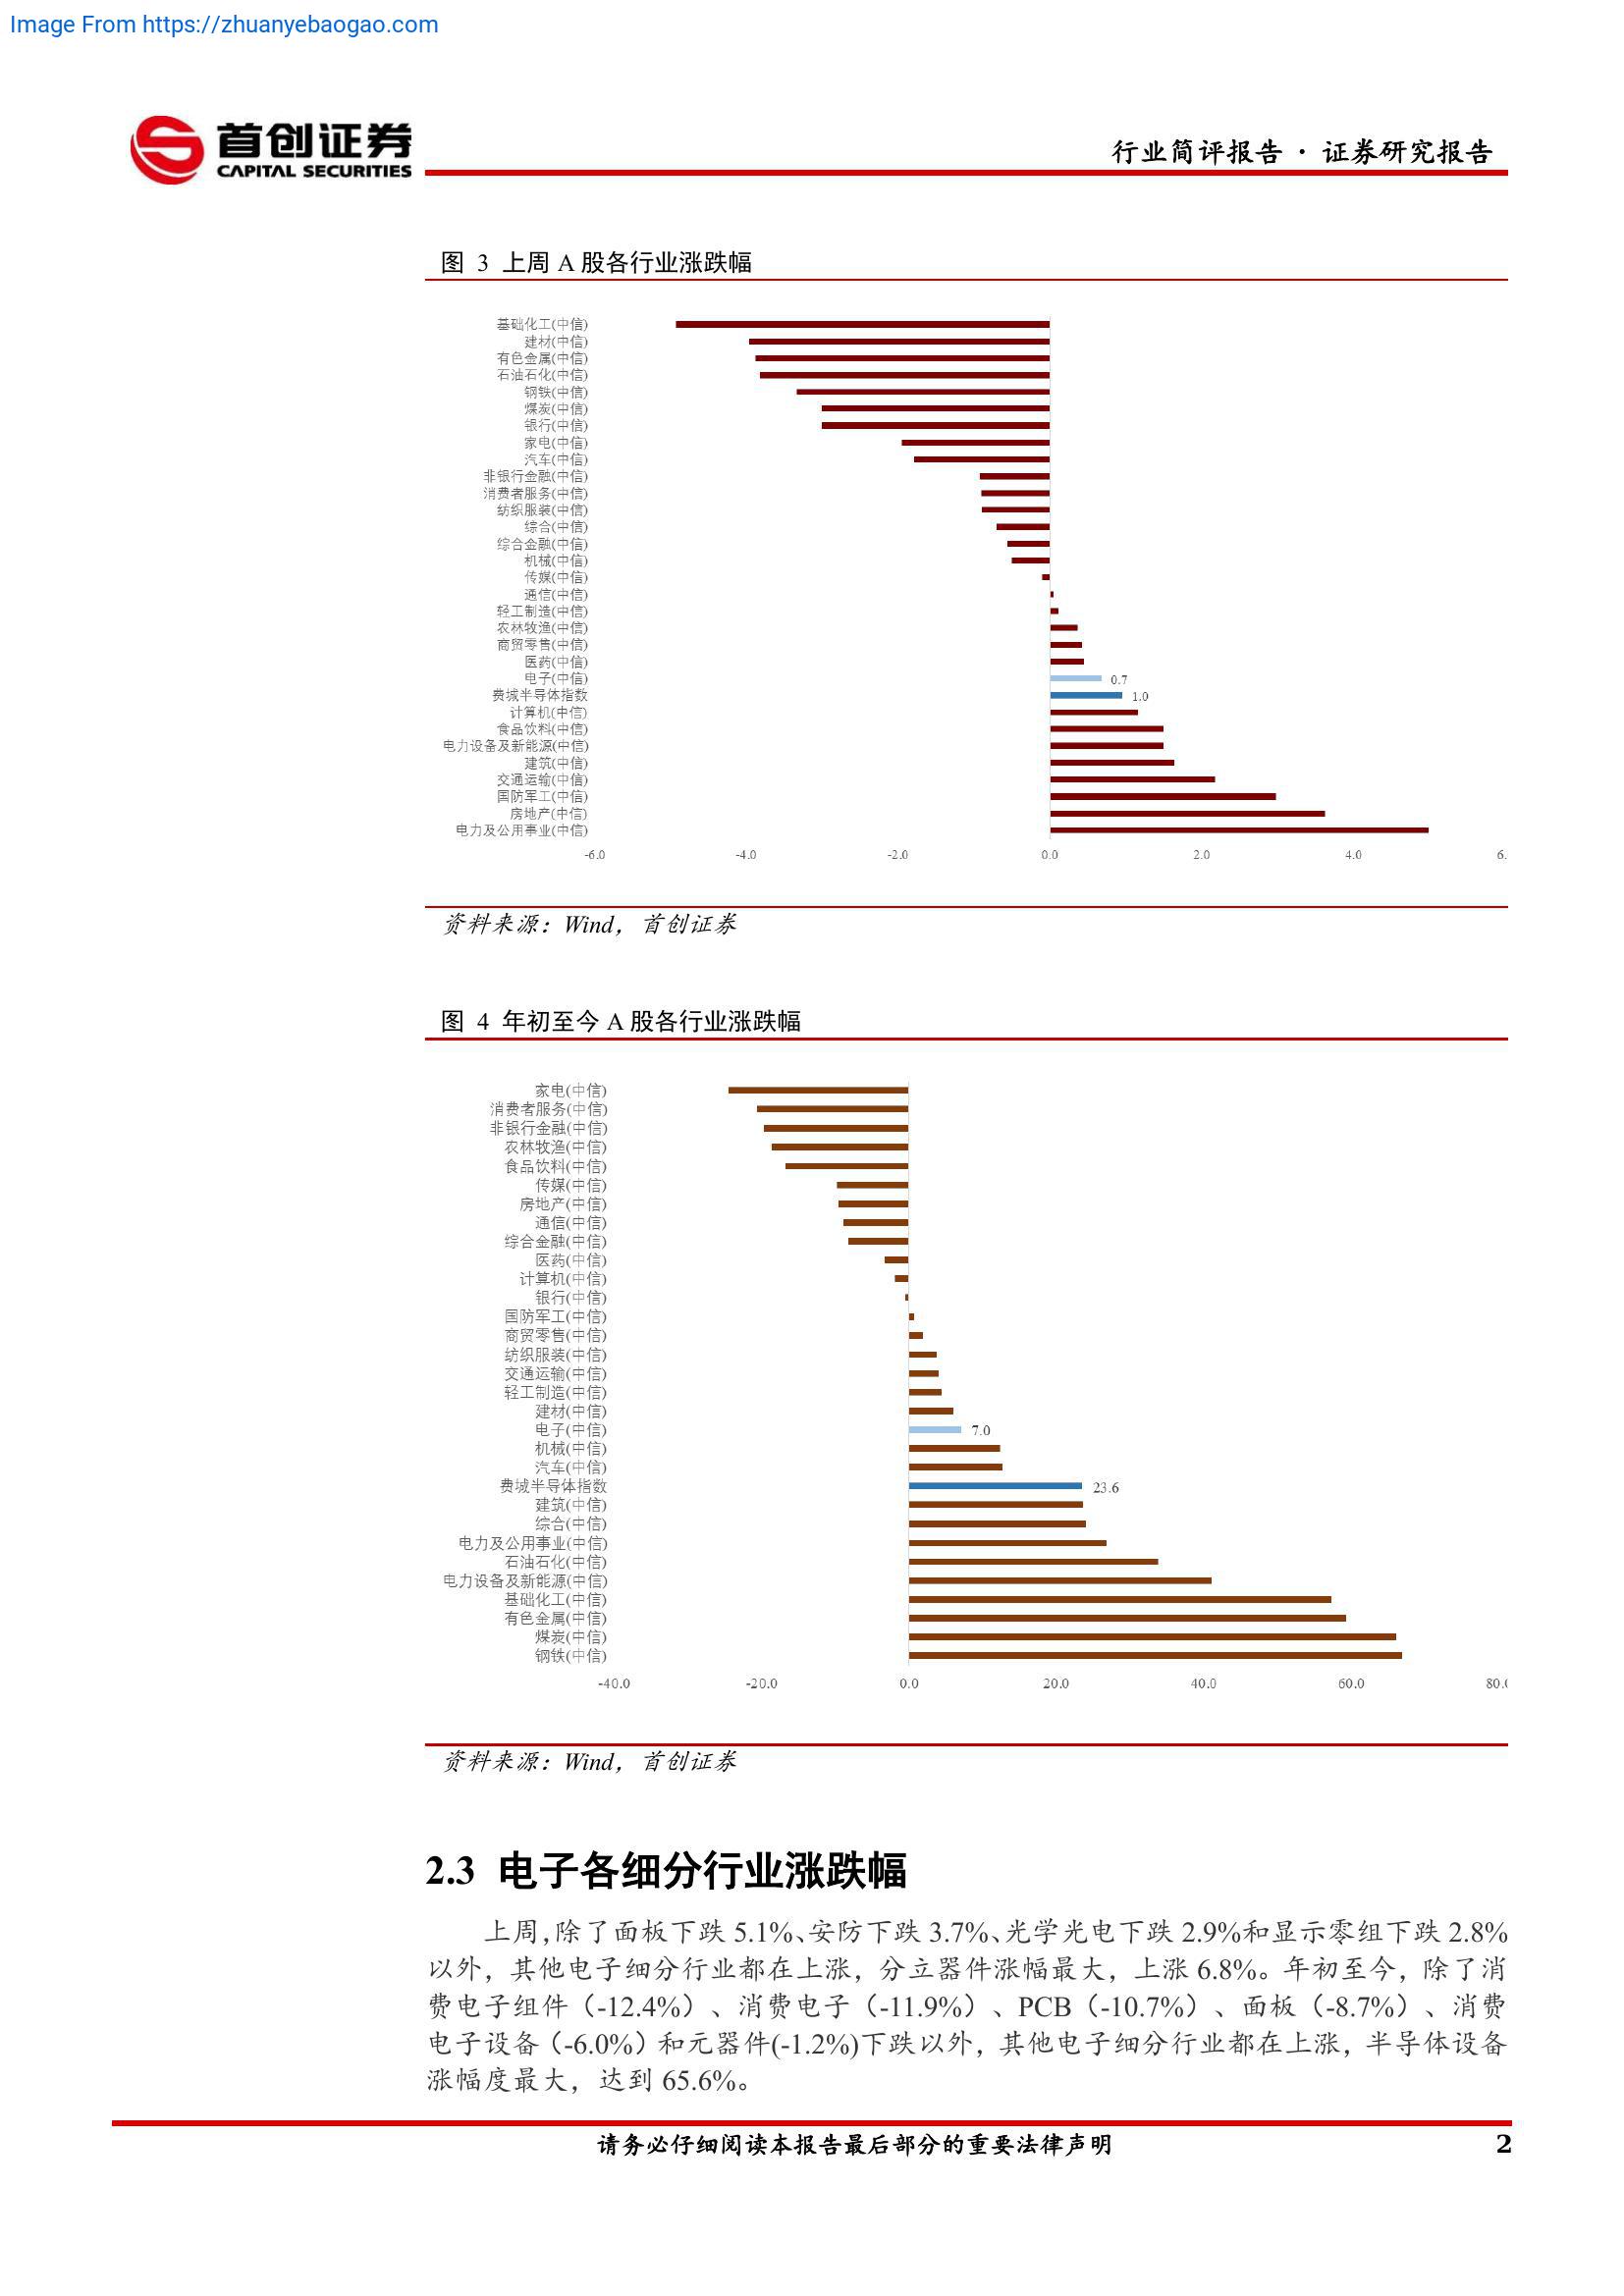 Image From https://zhuanyebaogao.com
首创证券
CAPITAL SECURITIES
行业简评报告 · 证券研究报告
图 3 上周 A 股各行业涨跌幅
基础化工(中信)
建材(中信)
有色金属(中信)
石油石化(中信)
钢铁(中信)
煤炭(中信)
银行(中信)
家电(中信)
汽车(中信)
非银行金融(中信)
消费者服务(中信)
纺织服装(中信)
综合(中信)
综合金融(中信)
机械(中信)
传媒(中信)
通信(中信)
轻工制造(中信)
农林牧渔(中信)
商贸零售(中信)
医药(中信)
电子(中信) 0.7
费城半导体指数 1.0
计算机(中信)
食品饮料(中信)
电力设备及新能源(中信)
建筑(中信)
交通运输(中信)
国防军工(中信)
房地产(中信)
电力及公用事业(中信)
-6.0 -4.0 -2.0 0.0 2.0 4.0 6.
资料来源：Wind，首创证券
图 4 年初至今 A 股各行业涨跌幅
家电(中信)
消费者服务(中信)
非银行金融(中信)
农林牧渔(中信)
食品饮料(中信)
传媒(中信)
房地产(中信)
通信(中信)
综合金融(中信)
医药(中信)
计算机(中信)
银行(中信)
国防军工(中信)
商贸零售(中信)
纺织服装(中信)
交通运输(中信)
轻工制造(中信)
建材(中信)
电子(中信) 7.0
机械(中信)
汽车(中信)
费城半导体指数 23.6
建筑(中信)
综合(中信)
电力及公用事业(中信)
石油石化(中信)
电力设备及新能源(中信)
基础化工(中信)
有色金属(中信)
煤炭(中信)
钢铁(中信)
-40.0 -20.0 0.0 20.0 40.0 60.0 80.0
资料来源：Wind，首创证券
2.3 电子各细分行业涨跌幅
上周，除了面板下跌 5.1%、安防下跌 3.7%、光学光电下跌 2.9%和显示零组下跌 2.8%
以外，其他电子细分行业都在上涨，分立器件涨幅最大，上涨 6.8%。年初至今，除了消
费电子组件（-12.4%）、消费电子（-11.9%）、PCB（-10.7%）、面板（-8.7%）、消费
电子设备（-6.0%）和元器件(-1.2%)下跌以外，其他电子细分行业都在上涨，半导体设备
涨幅度最大，达到 65.6%。
请务必仔细阅读本报告最后部分的重要法律声明 2